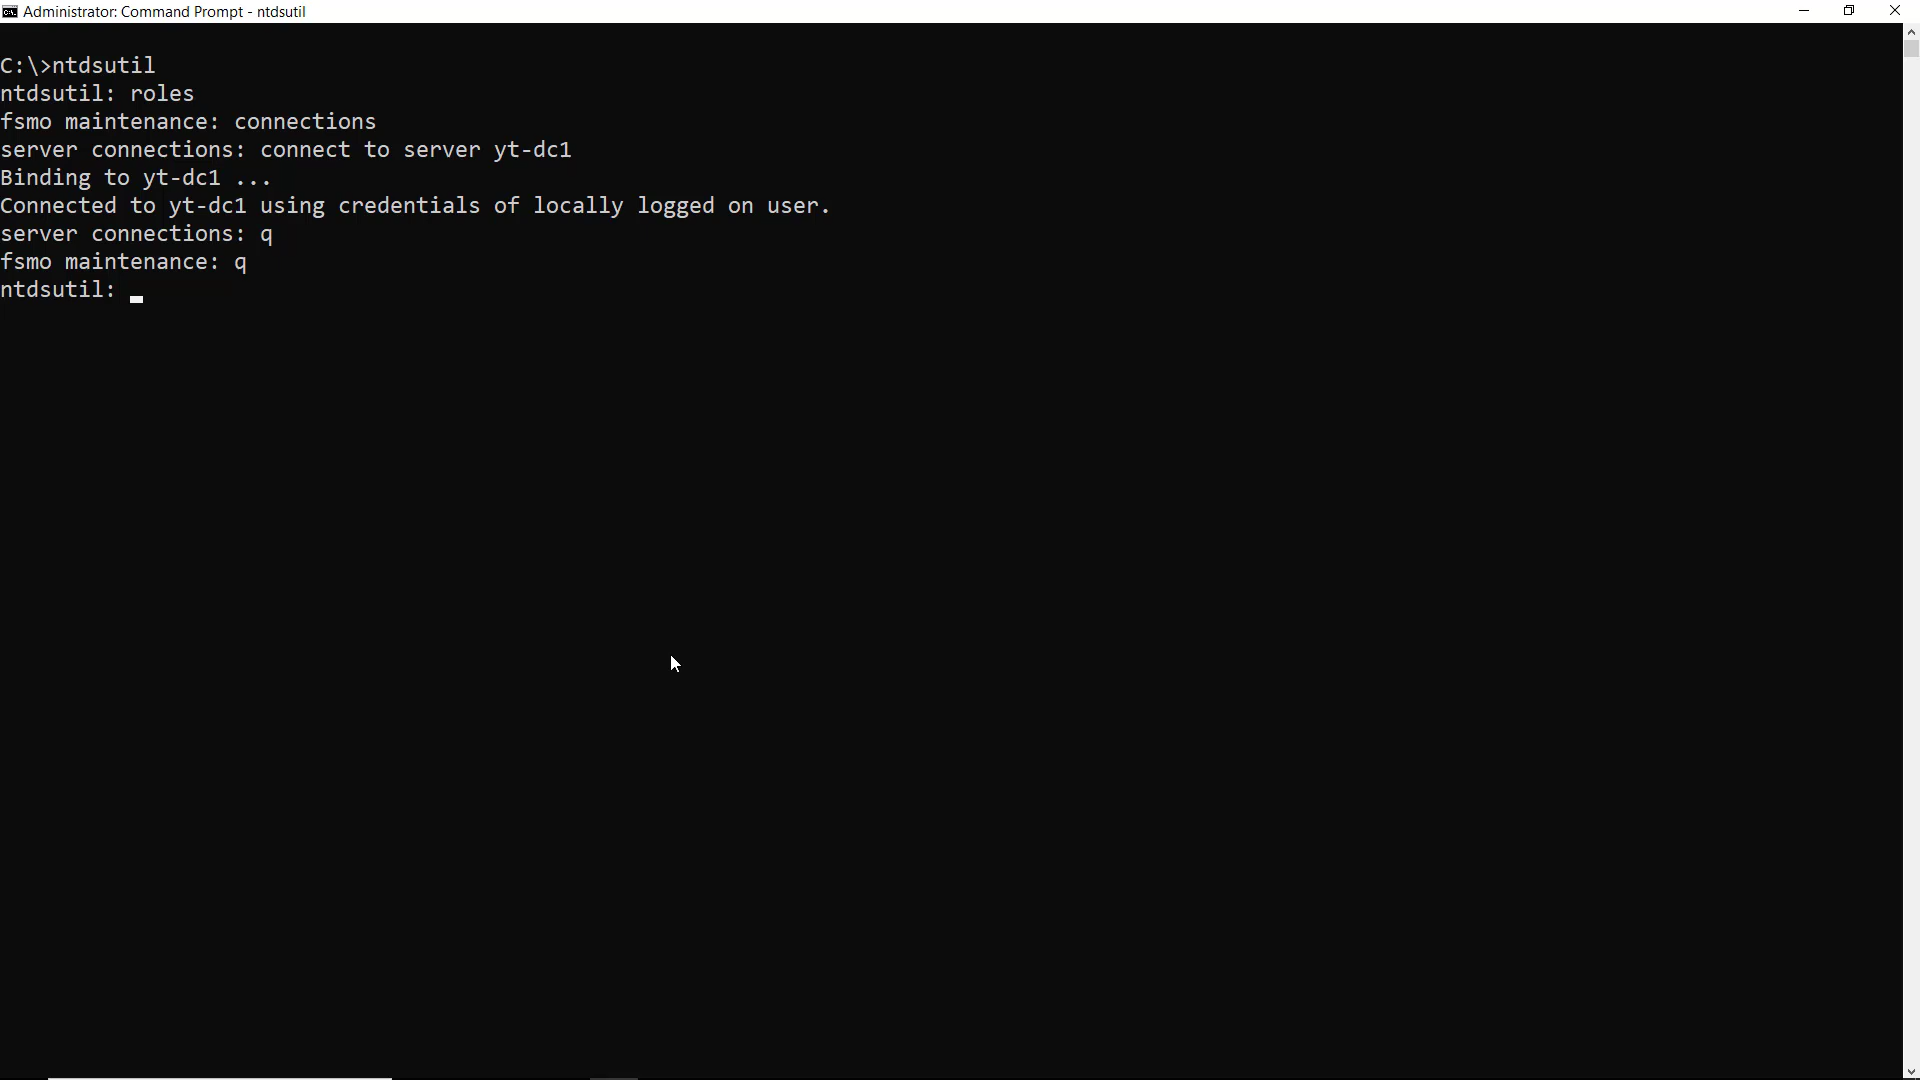 Administrator: Command Prompt - ntdsutil
C:\>ntdsutil
ntdsutil: roles
fsmo maintenance: connections
server connections: connect to server yt-dc1
Binding to yt-dc1 ...
Connected to yt-dc1 using credentials of locally logged on user.
server connections: q
fsmo maintenance: q
ntdsutil: